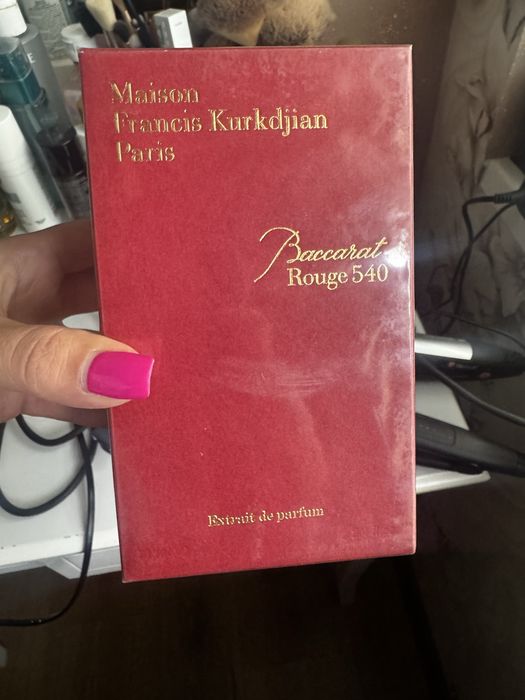 Maison
Francis Kurkdjian
Paris
Baccarat
Rouge 540
Extrait de parfum